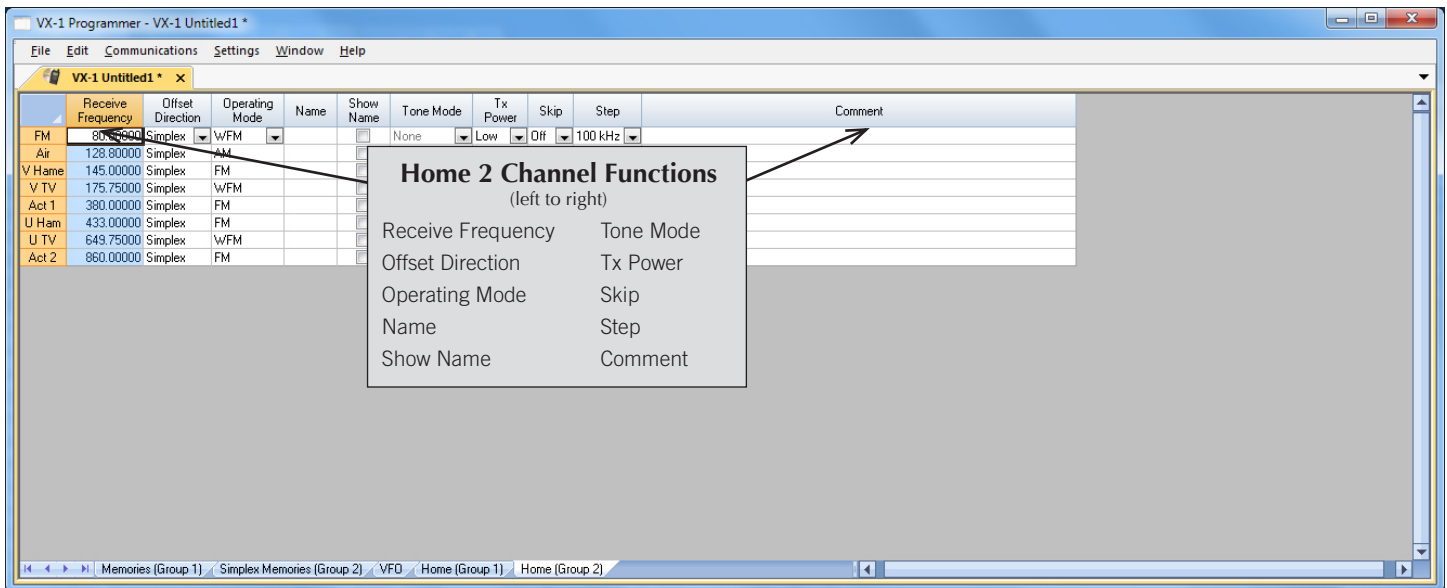 VX-1 Programmer - VX-1 Untitled1 *
File Edit Communications Settings Window Help
VX-1 Untitled1 * x
Receive Frequency Offset Direction Operating Mode Name Show Name Tone Mode Tx Power Skip Step Comment
FM Simplex WFM None Low Off 100 kHz
Air 128.80000 Simplex AM
V Hame 145.00000 Simplex FM
V TV 175.75000 Simplex WFM
Act 1 380.00000 Simplex FM
U Ham 433.00000 Simplex FM
U TV 649.75000 Simplex WFM
Act 2 860.00000 Simplex FM
Home 2 Channel Functions
(left to right)
Receive Frequency Tone Mode
Offset Direction Tx Power
Operating Mode Skip
Name Step
Show Name Comment
Memories (Group 1) Simplex Memories (Group 2) VFO Home (Group 1) Home (Group 2)